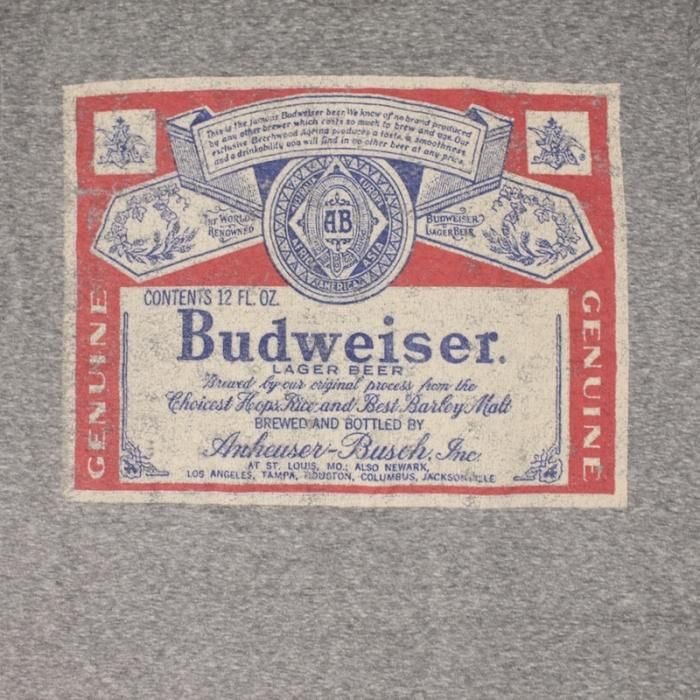 This is the famous Budweiser beer. We know of no brand produced
by any other brewer which costs so much to brew and age. Our
exclusive Beechwood Ageing produces a taste, a smoothness
and a drinkability you will find in no other beer at any price.
THE WORLD
RENOWNED
BUDWEISER
LAGER BEER
EUROPE
AFRICA
AMERICA
ASIA
AB
GENUINE
GENUINE
CONTENTS 12 FL. OZ.
Budweiser.
LAGER BEER
Brewed by our original process from the
Choicest Hops, Rice and Best Barley Malt
BREWED AND BOTTLED BY
Anheuser-Busch, Inc.
AT ST. LOUIS, MO.; ALSO NEWARK,
LOS ANGELES, TAMPA, HOUSTON, COLUMBUS, JACKSONVILLE